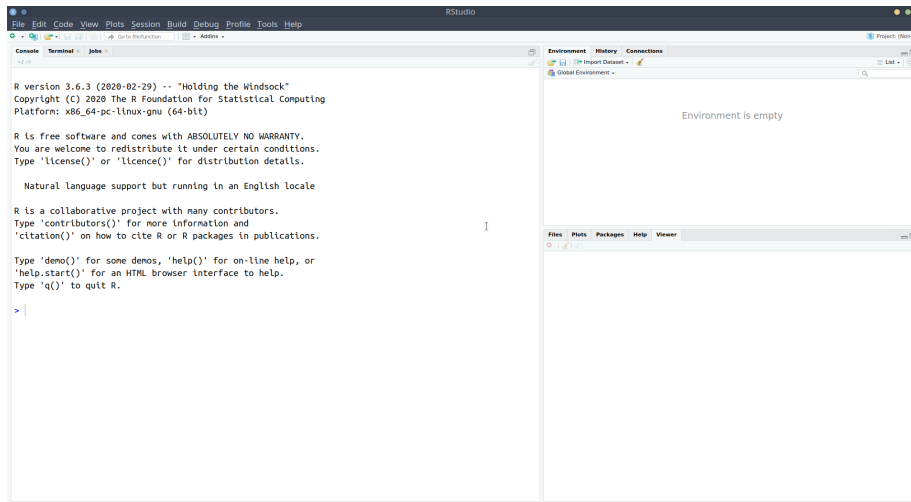 RStudio
File Edit Code View Plots Session Build Debug Profile Tools Help
Go to file/function Addins Project: (Non
Console Terminal Jobs
R version 3.6.3 (2020-02-29) -- "Holding the Windsock"
Copyright (C) 2020 The R Foundation for Statistical Computing
Platform: x86_64-pc-linux-gnu (64-bit)
R is free software and comes with ABSOLUTELY NO WARRANTY.
You are welcome to redistribute it under certain conditions.
Type 'license()' or 'licence()' for distribution details.
Natural language support but running in an English locale
R is a collaborative project with many contributors.
Type 'contributors()' for more information and
'citation()' on how to cite R or R packages in publications.
Type 'demo()' for some demos, 'help()' for on-line help, or
'help.start()' for an HTML browser interface to help.
Type 'q()' to quit R.
>
Environment History Connections
Import Dataset List
Global Environment
Environment is empty
Files Plots Packages Help Viewer